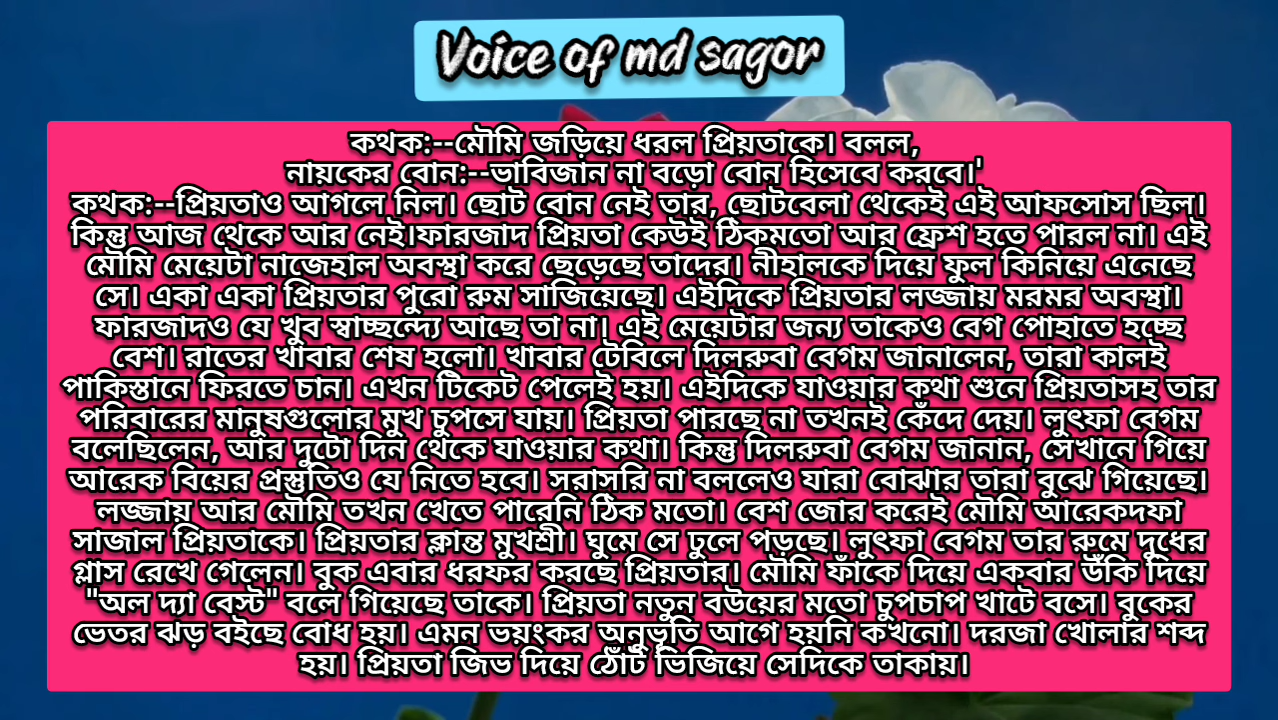 Voice of md sagor
কথক:--মৌমি জড়িয়ে ধরল প্রিয়তাকে। বলল,
নায়কের বোন:--ভাবিজান না বড়ো বোন হিসেবে করবে।'
কথক:--প্রিয়তাও আগলে নিল। ছোট বোন নেই তার, ছোটবেলা থেকেই এই আফসোস ছিল।
কিন্তু আজ থেকে আর নেই।ফারজাদ প্রিয়তা কেউই ঠিকমতো আর ফ্রেশ হতে পারল না। এই
মৌমি মেয়েটা নাজেহাল অবস্থা করে ছেড়েছে তাদের। নীহালকে দিয়ে ফুল কিনিয়ে এনেছে
সে। একা একা প্রিয়তার পুরো রুম সাজিয়েছে। এইদিকে প্রিয়তার লজ্জায় মরমর অবস্থা।
ফারজাদও যে খুব স্বাচ্ছন্দ্যে আছে তা না। এই মেয়েটার জন্য তাকেও বেগ পোহাতে হচ্ছে
বেশ। রাতের খাবার শেষ হলো। খাবার টেবিলে দিলরুবা বেগম জানালেন, তারা কালই
পাকিস্তানে ফিরতে চান। এখন টিকেট পেলেই হয়। এইদিকে যাওয়ার কথা শুনে প্রিয়তাসহ তার
পরিবারের মানুষগুলোর মুখ চুপসে যায়। প্রিয়তা পারছে না তখনই কেঁদে দেয়। লুৎফা বেগম
বলেছিলেন, আর দুটো দিন থেকে যাওয়ার কথা। কিন্তু দিলরুবা বেগম জানান, সেখানে গিয়ে
আরেক বিয়ের প্রস্তুতিও যে নিতে হবে। সরাসরি না বললেও যারা বোঝার তারা বুঝে গিয়েছে।
লজ্জায় আর মৌমি তখন খেতে পারেনি ঠিক মতো। বেশ জোর করেই মৌমি আরেকদফা
সাজাল প্রিয়তাকে। প্রিয়তার ক্লান্ত মুখশ্রী। ঘুমে সে ঢুলে পড়ছে। লুৎফা বেগম তার রুমে দুধের
গ্লাস রেখে গেলেন। বুক এবার ধরফর করছে প্রিয়তার। মৌমি ফাঁকে দিয়ে একবার উঁকি দিয়ে
"অল দ্যা বেস্ট" বলে গিয়েছে তাকে। প্রিয়তা নতুন বউয়ের মতো চুপচাপ খাটে বসে। বুকের
ভেতর ঝড় বইছে বোধ হয়। এমন ভয়ংকর অনুভূতি আগে হয়নি কখনো। দরজা খোলার শব্দ
হয়। প্রিয়তা জিভ দিয়ে ঠোঁট ভিজিয়ে সেদিকে তাকায়।